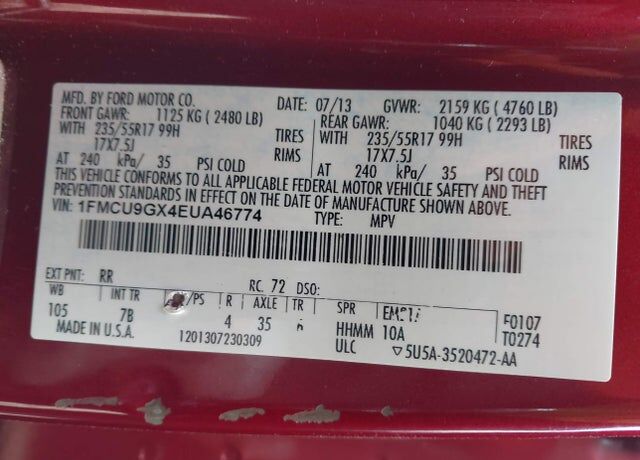 MFD. BY FORD MOTOR CO. DATE: 07/13 GVWR: 2159 KG ( 4760 LB)
FRONT GAWR: 1125 KG ( 2480 LB) REAR GAWR: 1040 KG ( 2293 LB)
WITH 235/55R17 99H TIRES WITH 235/55R17 99H TIRES
17X7.5J RIMS 17X7.5J RIMS
AT 240 kPa/ 35 PSI COLD AT 240 kPa/ 35 PSI COLD
THIS VEHICLE CONFORMS TO ALL APPLICABLE FEDERAL MOTOR VEHICLE SAFETY AND THEFT
PREVENTION STANDARDS IN EFFECT ON THE DATE OF MANUFACTURE SHOWN ABOVE.
VIN: 1FMCU9GX4EUA46774 TYPE: MPV
EXT PNT: RR RC: 72 DSO:
WB INT TR /PS R AXLE TR SPR
105 7B 4 35 HHMM 10A F0107
MADE IN U.S.A. 1201307230309 ULC ▽5U5A-3520472-AA T0274